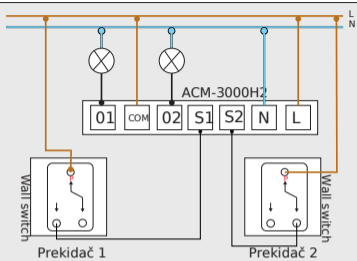 L
N
ACM-3000H2
01 COM 02 S1 S2 N L
Wall switch
P
P
Wall switch
Prekidač 1
Prekidač 2